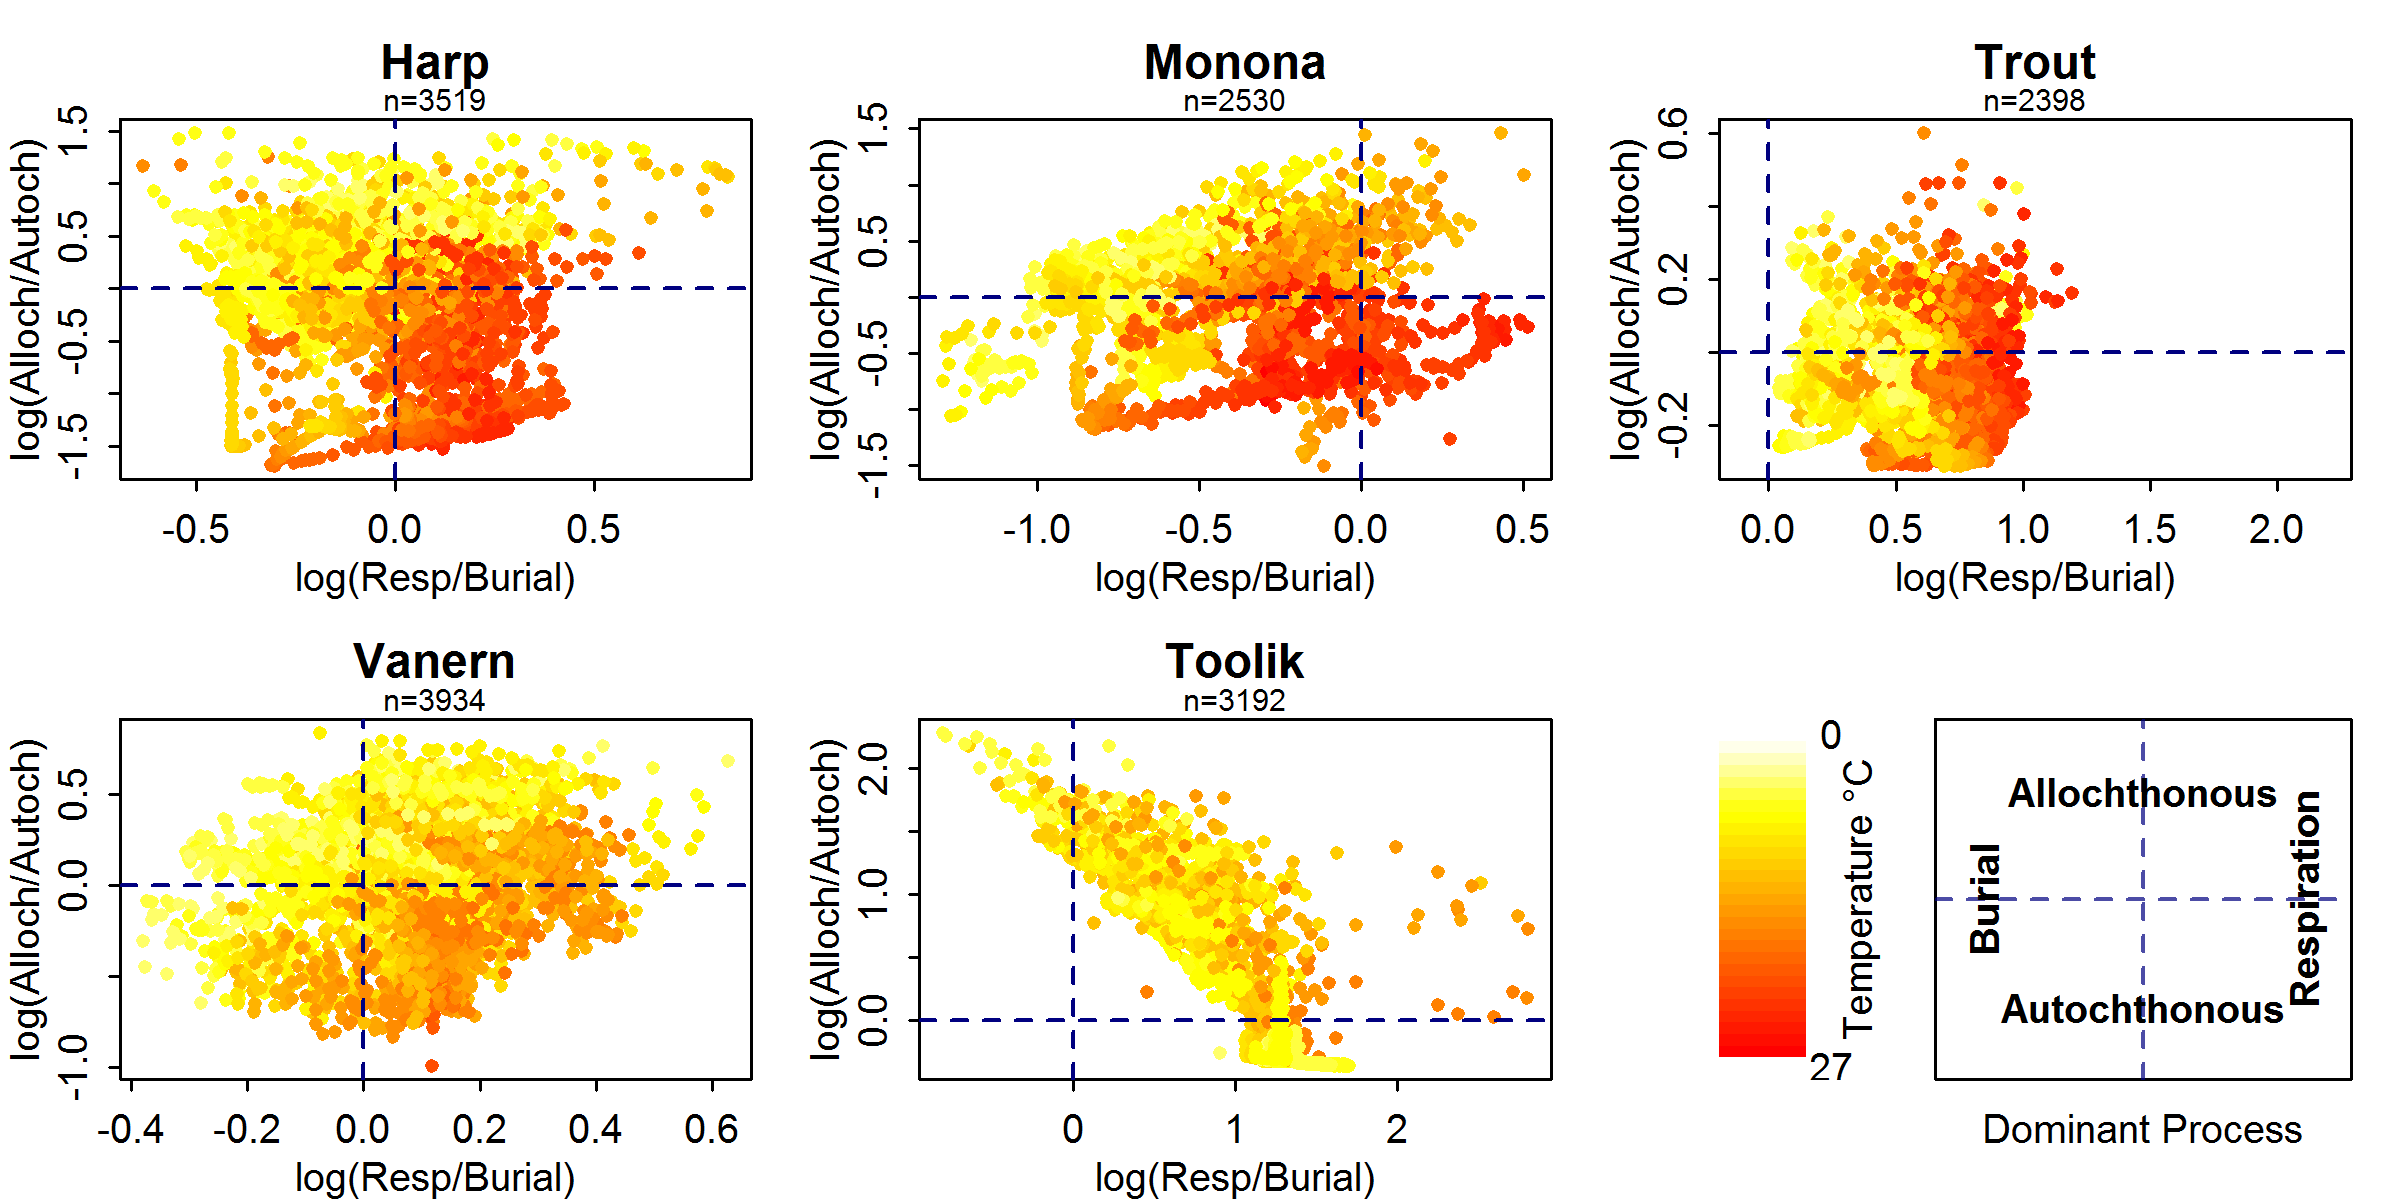 Harp
n=3519
1.5
0.5
-0.5
-1.5
log(Alloch/Autoch)
-0.5 0.0 0.5
log(Resp/Burial)
Monona
n=2530
1.5
0.5
-0.5
-1.5
log(Alloch/Autoch)
-1.0 -0.5 0.0 0.5
log(Resp/Burial)
Trout
n=2398
0.6
0.2
-0.2
log(Alloch/Autoch)
0.0 0.5 1.0 1.5 2.0
log(Resp/Burial)
Vanern
n=3934
0.5
0.0
-1.0
log(Alloch/Autoch)
-0.4 -0.2 0.0 0.2 0.4 0.6
log(Resp/Burial)
Toolik
n=3192
2.0
1.0
0.0
log(Alloch/Autoch)
0 1 2
log(Resp/Burial)
0
Temperature °C
27
Allochthonous
Burial
Respiration
Autochthonous
Dominant Process